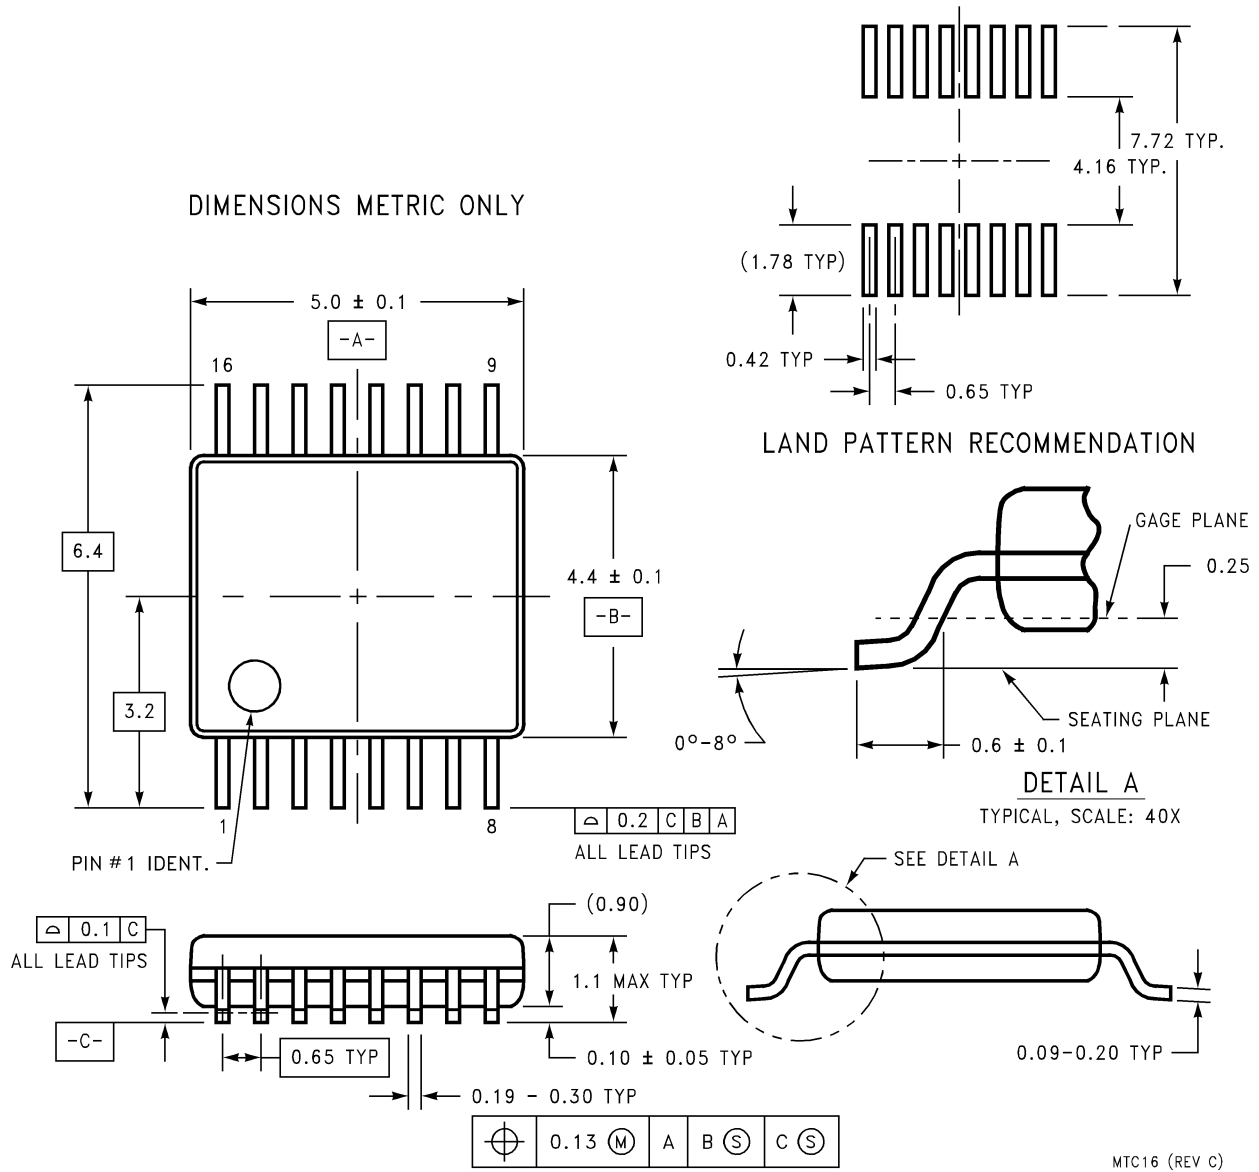 7.72 TYP.
4.16 TYP.
DIMENSIONS METRIC ONLY
(1.78 TYP)
5.0 ± 0.1
-A-
0.42 TYP
16
9
0.65 TYP
LAND PATTERN RECOMMENDATION
GAGE PLANE
6.4
0.25
4.4 ± 0.1
-B-
3.2
SEATING PLANE
0°-8°
0.6 ± 0.1
DETAIL A
TYPICAL, SCALE: 40X
1
8
0.2 C B A
ALL LEAD TIPS
PIN #1 IDENT.
SEE DETAIL A
(0.90)
0.1 C
ALL LEAD TIPS
1.1 MAX TYP
-C-
0.65 TYP
0.10 ± 0.05 TYP
0.09-0.20 TYP
0.19 - 0.30 TYP
⌖ 0.13 Ⓜ A B Ⓢ C Ⓢ
MTC16 (REV C)